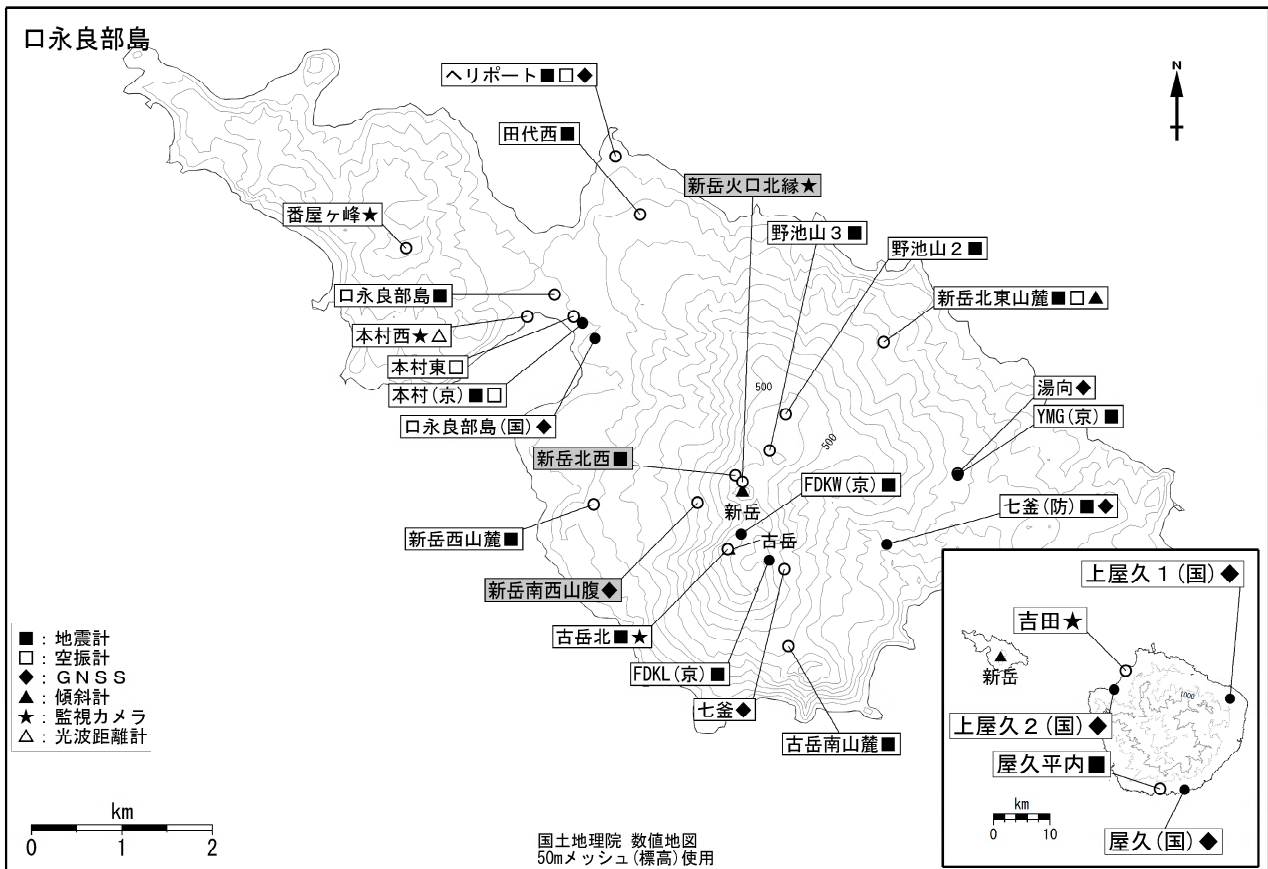 口永良部島
ヘリポート■□◆
田代西■
新岳火口北縁★
番屋ヶ峰★
野池山３■
野池山２■
口永良部島■
新岳北東山麓■□▲
本村西★△
本村東□
本村(京)■□
口永良部島(国)◆
湯向◆
YMG(京)■
500
500
新岳北西■
FDKW(京)■
新岳
七釜(防)■◆
新岳西山麓■
古岳
新岳南西山腹◆
古岳北■★
FDKL(京)■
七釜◆
古岳南山麓■
■：地震計
□：空振計
◆：ＧＮＳＳ
▲：傾斜計
★：監視カメラ
△：光波距離計
km
0 1 2
国土地理院 数値地図
50mメッシュ(標高)使用
N
上屋久１(国)◆
吉田★
新岳
1000
上屋久２(国)◆
屋久平内■
km
0 10
屋久(国)◆